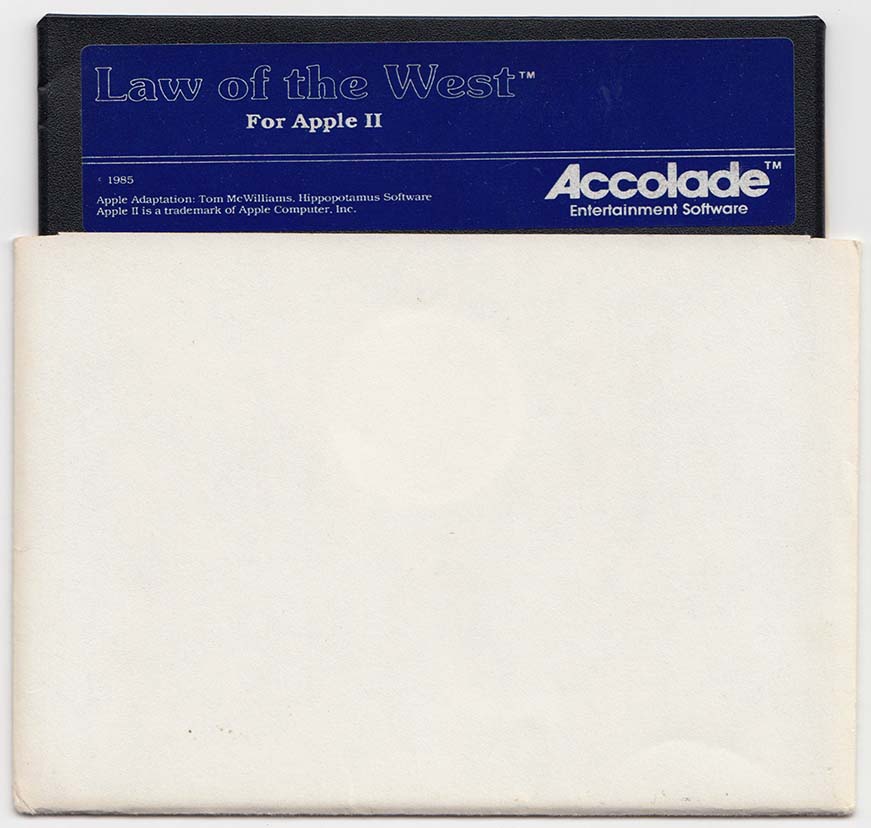 Law of the West™
For Apple II
© 1985
Apple Adaptation: Tom McWilliams, Hippopotamus Software
Apple II is a trademark of Apple Computer, Inc.
Accolade™
Entertainment Software